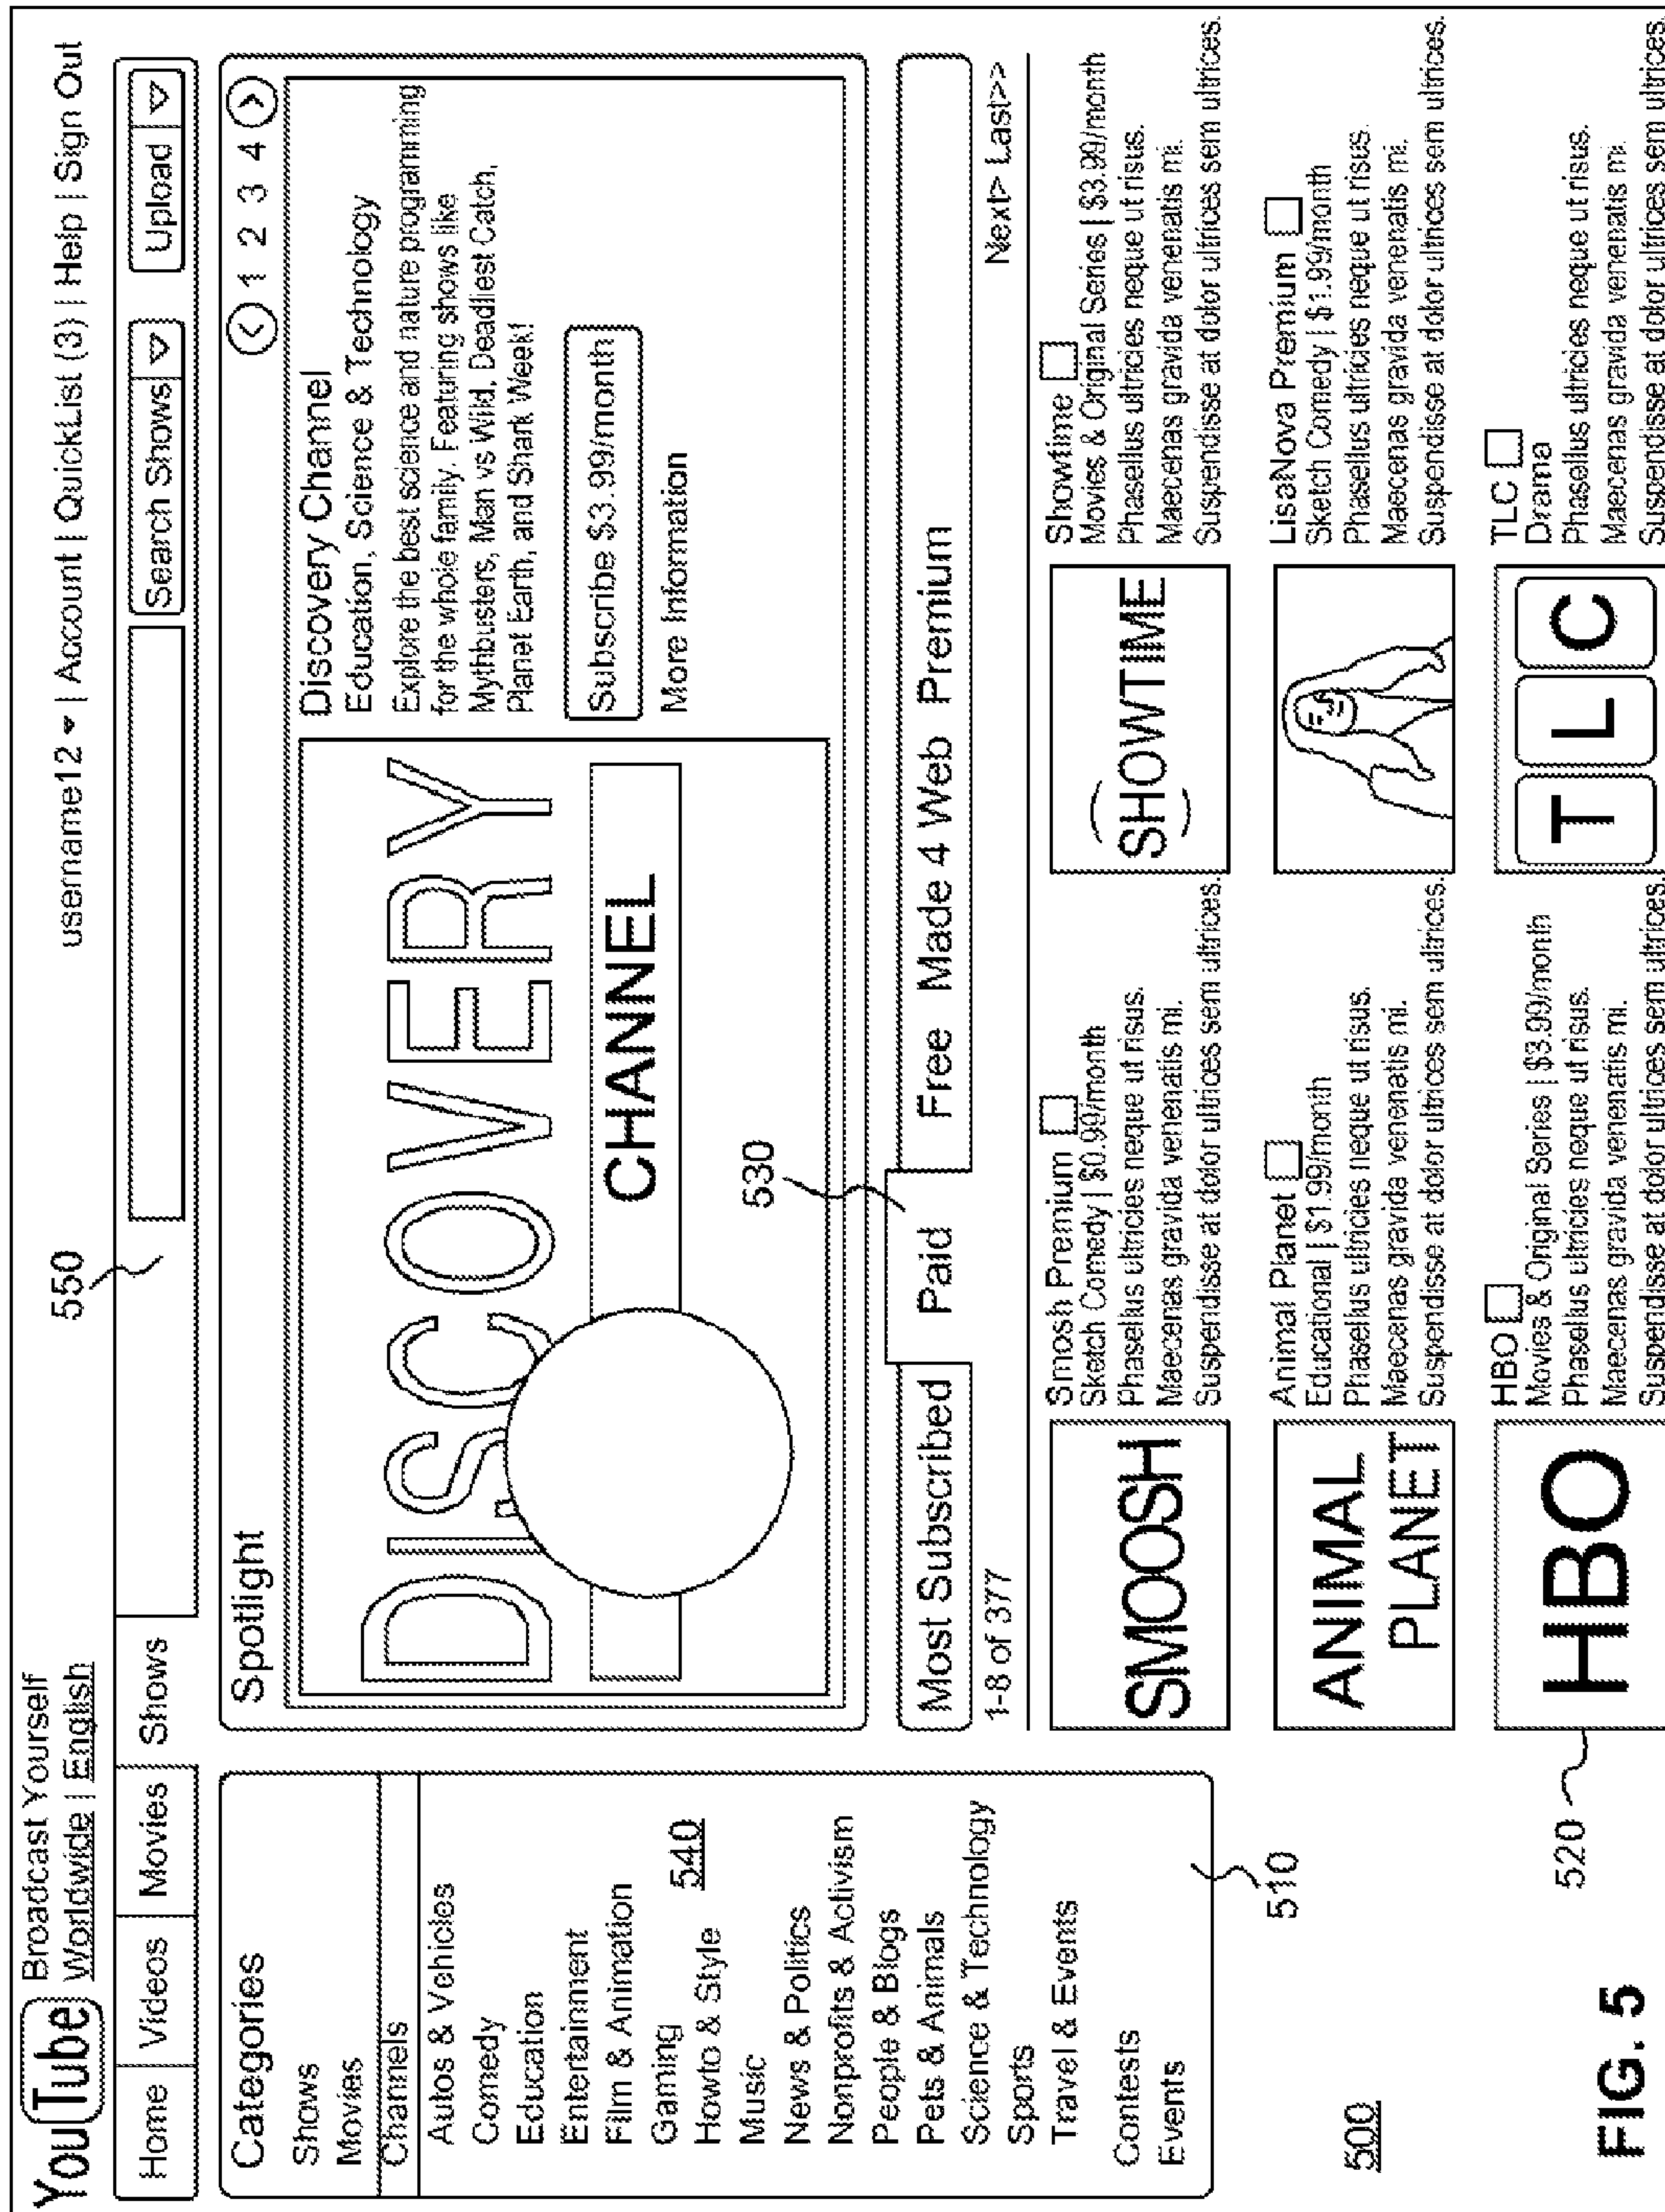 YouTube Broadcast Yourself
Worldwide | English
username12 | Account | QuickList (3) | Help | Sign Out
550
Home Videos Movies Shows
Search Shows Upload
Categories
Shows
Movies
Channels
Autos & Vehicles
Comedy
Education
Entertainment
Film & Animation
Gaming
540
Howto & Style
Music
News & Politics
Nonprofits & Activism
People & Blogs
Pets & Animals
Science & Technology
Sports
Travel & Events
Contests
Events
510
Spotlight
< 1 2 3 4 >
DISCOVERY
CHANNEL
Discovery Channel
Education, Science & Technology
Explore the best science and nature programming
for the whole family. Featuring shows like
Mythbusters, Man vs Wild, Deadliest Catch,
Planet Earth, and Shark Week!
Subscribe $3.99/month
More Information
530
Most Subscribed Paid Free Made 4 Web Premium
1-8 of 377
Next> Last>>
SMOOSH
Smosh Premium
Sketch Comedy | $0.99/month
Phasellus ultricies neque ut risus.
Maecenas gravida venenatis mi.
Suspendisse at dolor ultrices sem ultrices.
SHOWTIME
Showtime
Movies & Original Series | $3.99/month
Phasellus ultricies neque ut risus.
Maecenas gravida venenatis mi.
Suspendisse at dolor ultrices sem ultrices.
ANIMAL
PLANET
Animal Planet
Educational | $1.99/month
Phasellus ultricies neque ut risus.
Maecenas gravida venenatis mi.
Suspendisse at dolor ultrices sem ultrices.
LisaNova Premium
Sketch Comedy | $1.99/month
Phasellus ultricies neque ut risus.
Maecenas gravida venenatis mi.
Suspendisse at dolor ultrices sem ultrices.
520
HBO
HBO
Movies & Original Series | $3.99/month
Phasellus ultricies neque ut risus.
Maecenas gravida venenatis mi.
Suspendisse at dolor ultrices sem ultrices.
TLC
TLC
Drama
Phasellus ultricies neque ut risus.
Maecenas gravida venenatis mi.
Suspendisse at dolor ultrices sem ultrices.
500
FIG. 5